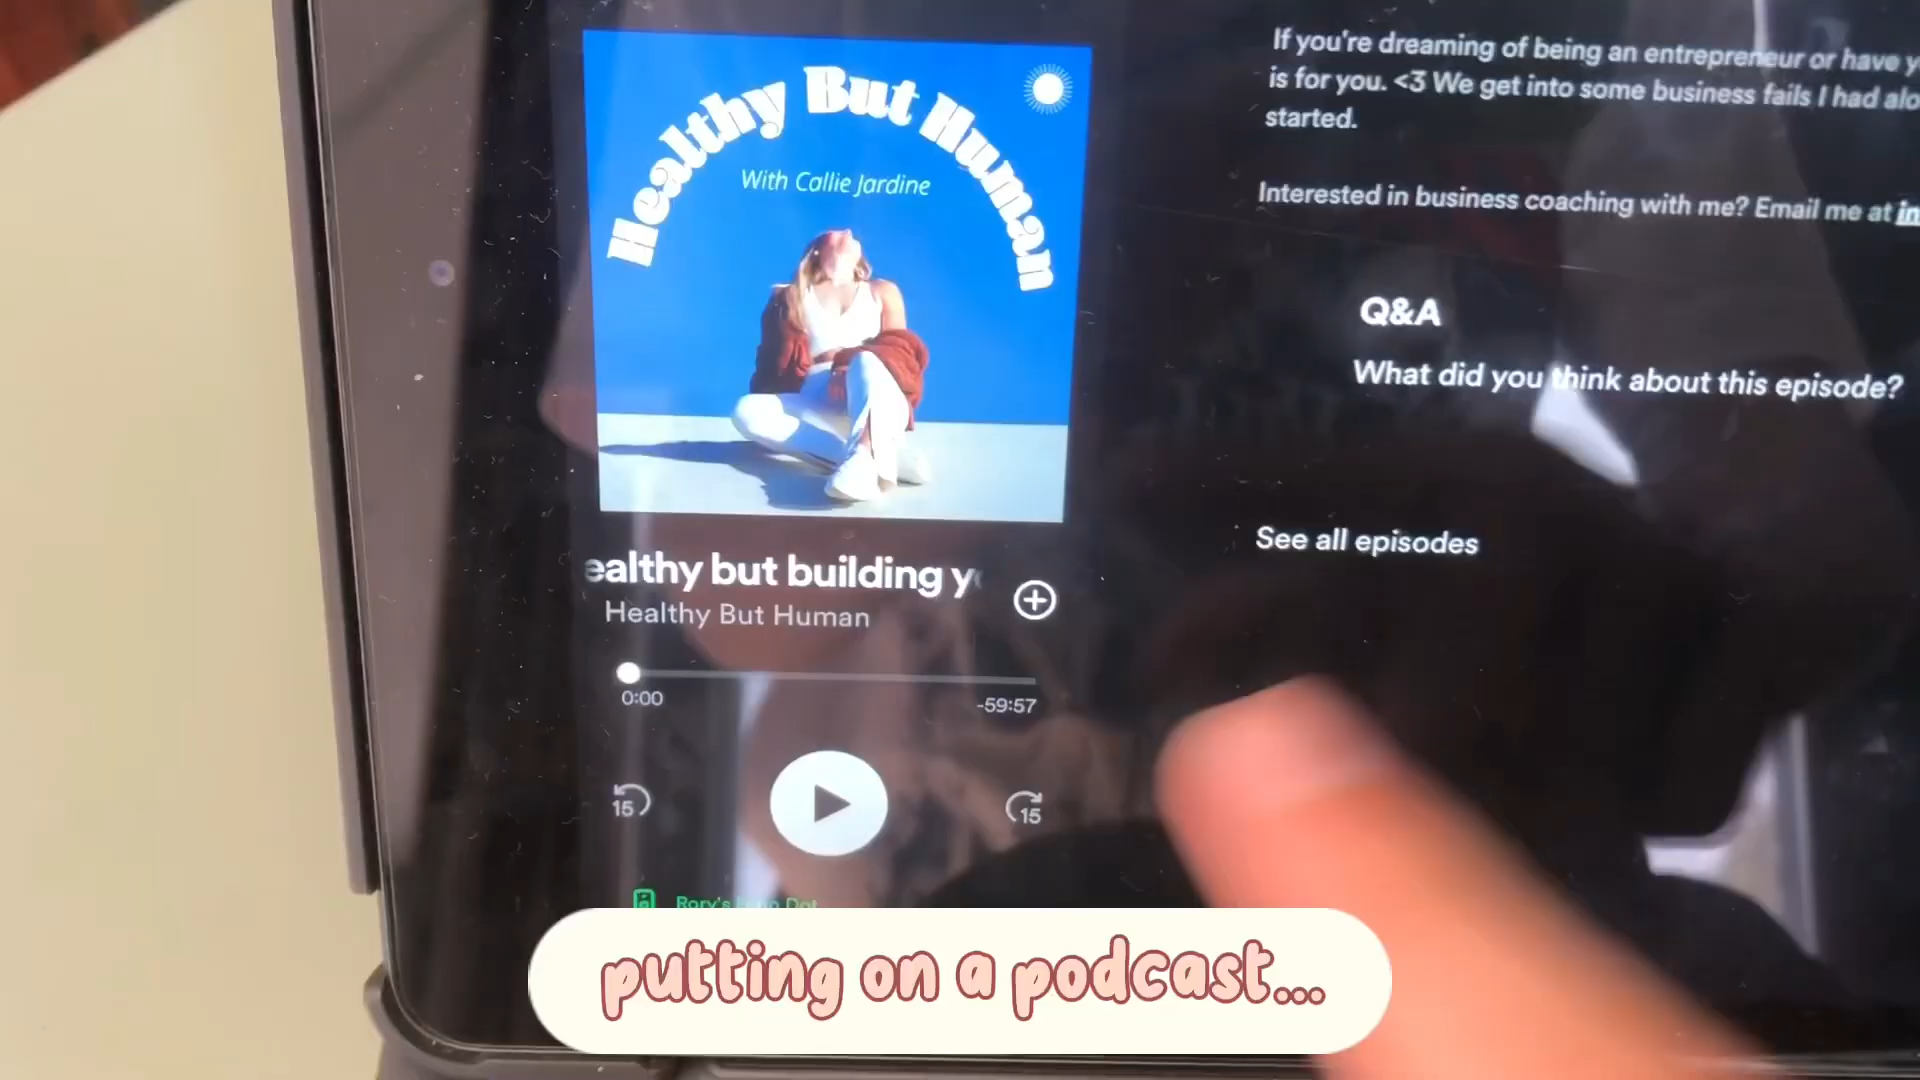 Healthy But Human
With Callie Jardine
ealthy but building y
Healthy But Human
0:00
-59:57
15
15
Rory's Dot
If you're dreaming of being an entrepreneur or have
is for you. <3 We get into some business fails I had
started.
Interested in business coaching with me? Email me at
Q&A
What did you think about this episode?
See all episodes
putting on a podcast...